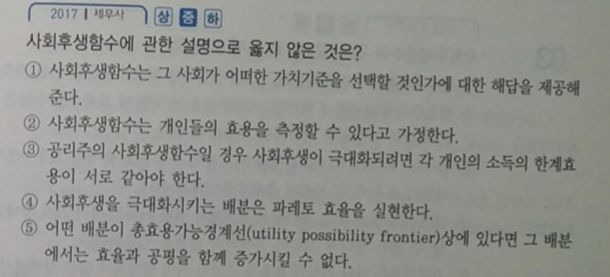 2017 | 세무사 상 중 하
사회후생함수에 관한 설명으로 옳지 않은 것은?
① 사회후생함수는 그 사회가 어떠한 가치기준을 선택할 것인가에 대한 해답을 제공해
준다.
② 사회후생함수는 개인들의 효용을 측정할 수 있다고 가정한다.
③ 공리주의 사회후생함수일 경우 사회후생이 극대화되려면 각 개인의 소득의 한계효
용이 서로 같아야 한다.
④ 사회후생을 극대화시키는 배분은 파레토 효율을 실현한다.
⑤ 어떤 배분이 총효용가능경계선(utility possibility frontier)상에 있다면 그 배분
에서는 효율과 공평을 함께 증가시킬 수 없다.